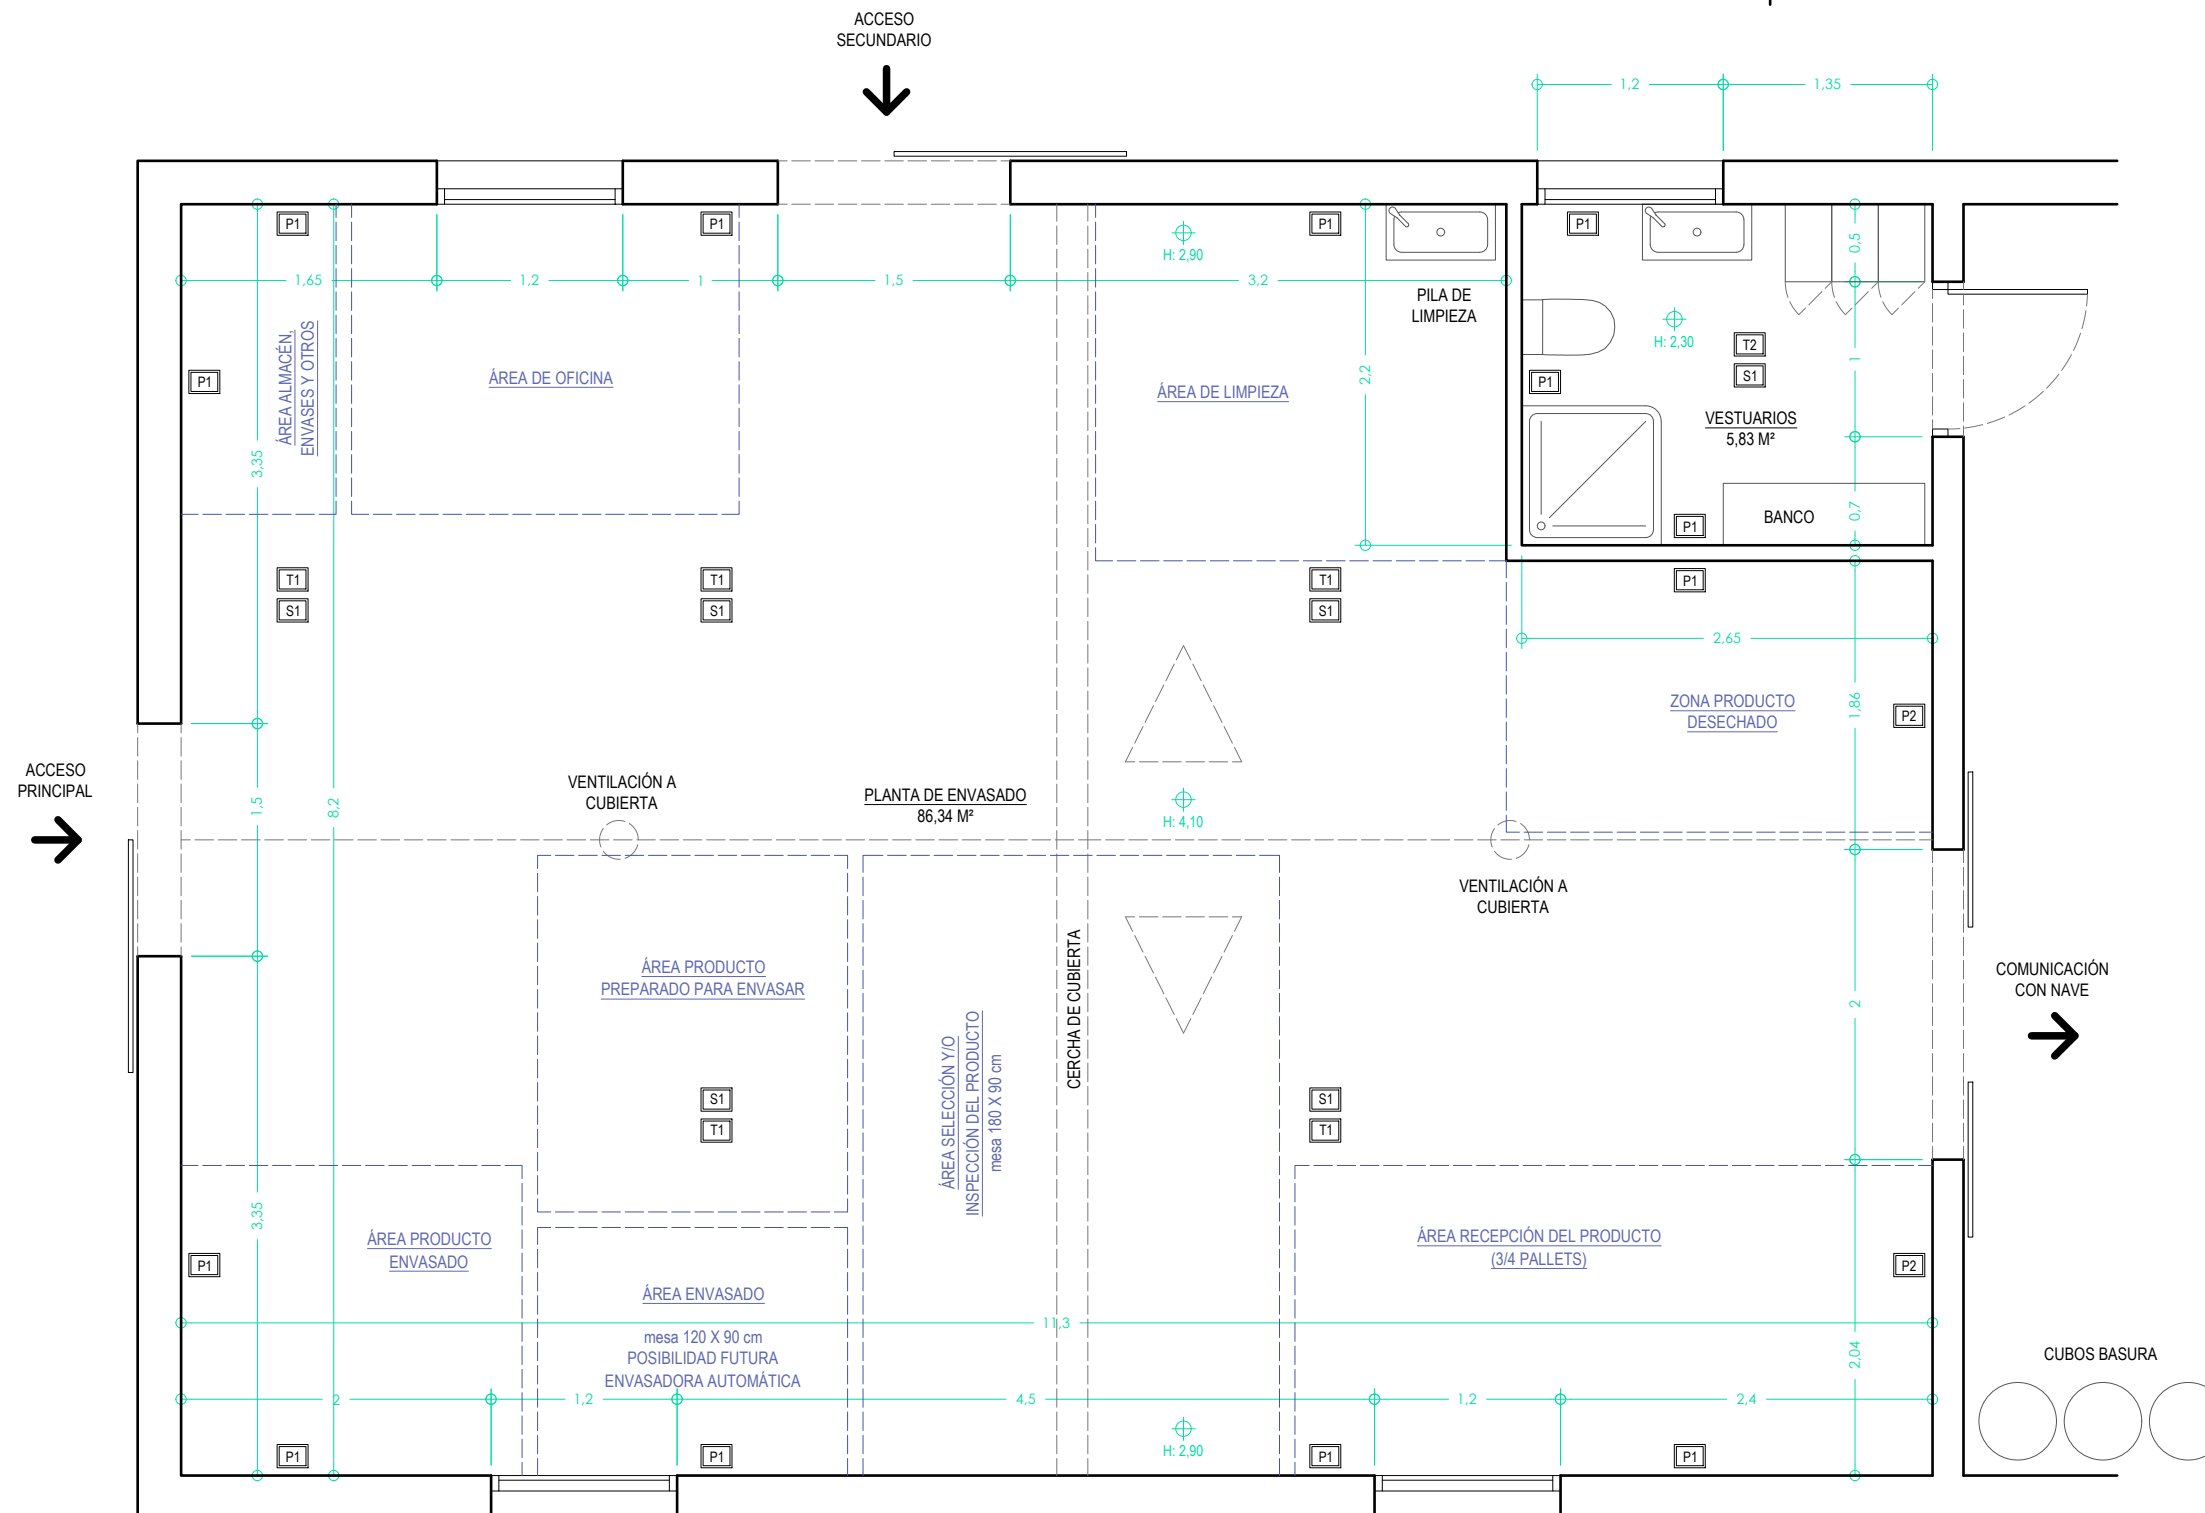 ACCESO
SECUNDARIO
1,2
1,35
P1
P1
P1
P1
H: 2,90
0,5
1,65
1,2
1
1,5
3,2
PILA DE
LIMPIEZA
H: 2,30
T2
S1
1
P1
ÁREA ALMACÉN,
ENVASES Y OTROS
ÁREA DE OFICINA
2,2
ÁREA DE LIMPIEZA
P1
VESTUARIOS
5,83 M²
3,35
BANCO
0,7
P1
T1
S1
T1
S1
T1
S1
P1
2,65
ZONA PRODUCTO
DESECHADO
1,86
P2
ACCESO
PRINCIPAL
1,5
8,2
VENTILACIÓN A
CUBIERTA
PLANTA DE ENVASADO
86,34 M²
H: 4,10
VENTILACIÓN A
CUBIERTA
ÁREA PRODUCTO
PREPARADO PARA ENVASAR
ÁREA SELECCIÓN Y/O
INSPECCIÓN DEL PRODUCTO
mesa 180 X 90 cm
CERCHA DE CUBIERTA
2
COMUNICACIÓN
CON NAVE
S1
T1
S1
T1
3,35
ÁREA PRODUCTO
ENVASADO
P1
ÁREA RECEPCIÓN DEL PRODUCTO
(3/4 PALLETS)
P2
ÁREA ENVASADO
mesa 120 X 90 cm
POSIBILIDAD FUTURA
ENVASADORA AUTOMÁTICA
11,3
2,04
CUBOS BASURA
2
1,2
4,5
1,2
2,4
H: 2,90
P1
P1
P1
P1